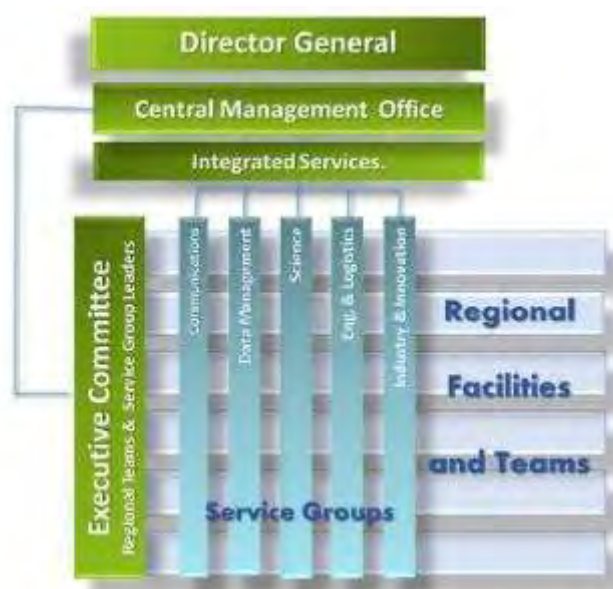 Director General
Central Management Office
Integrated Services.
Executive Committee
Regional Teams & Service Group Leaders
Communications
Data Management
Science
Eng. & Logistics
Industry & Innovation
Regional
Facilities
and Teams
Service Groups